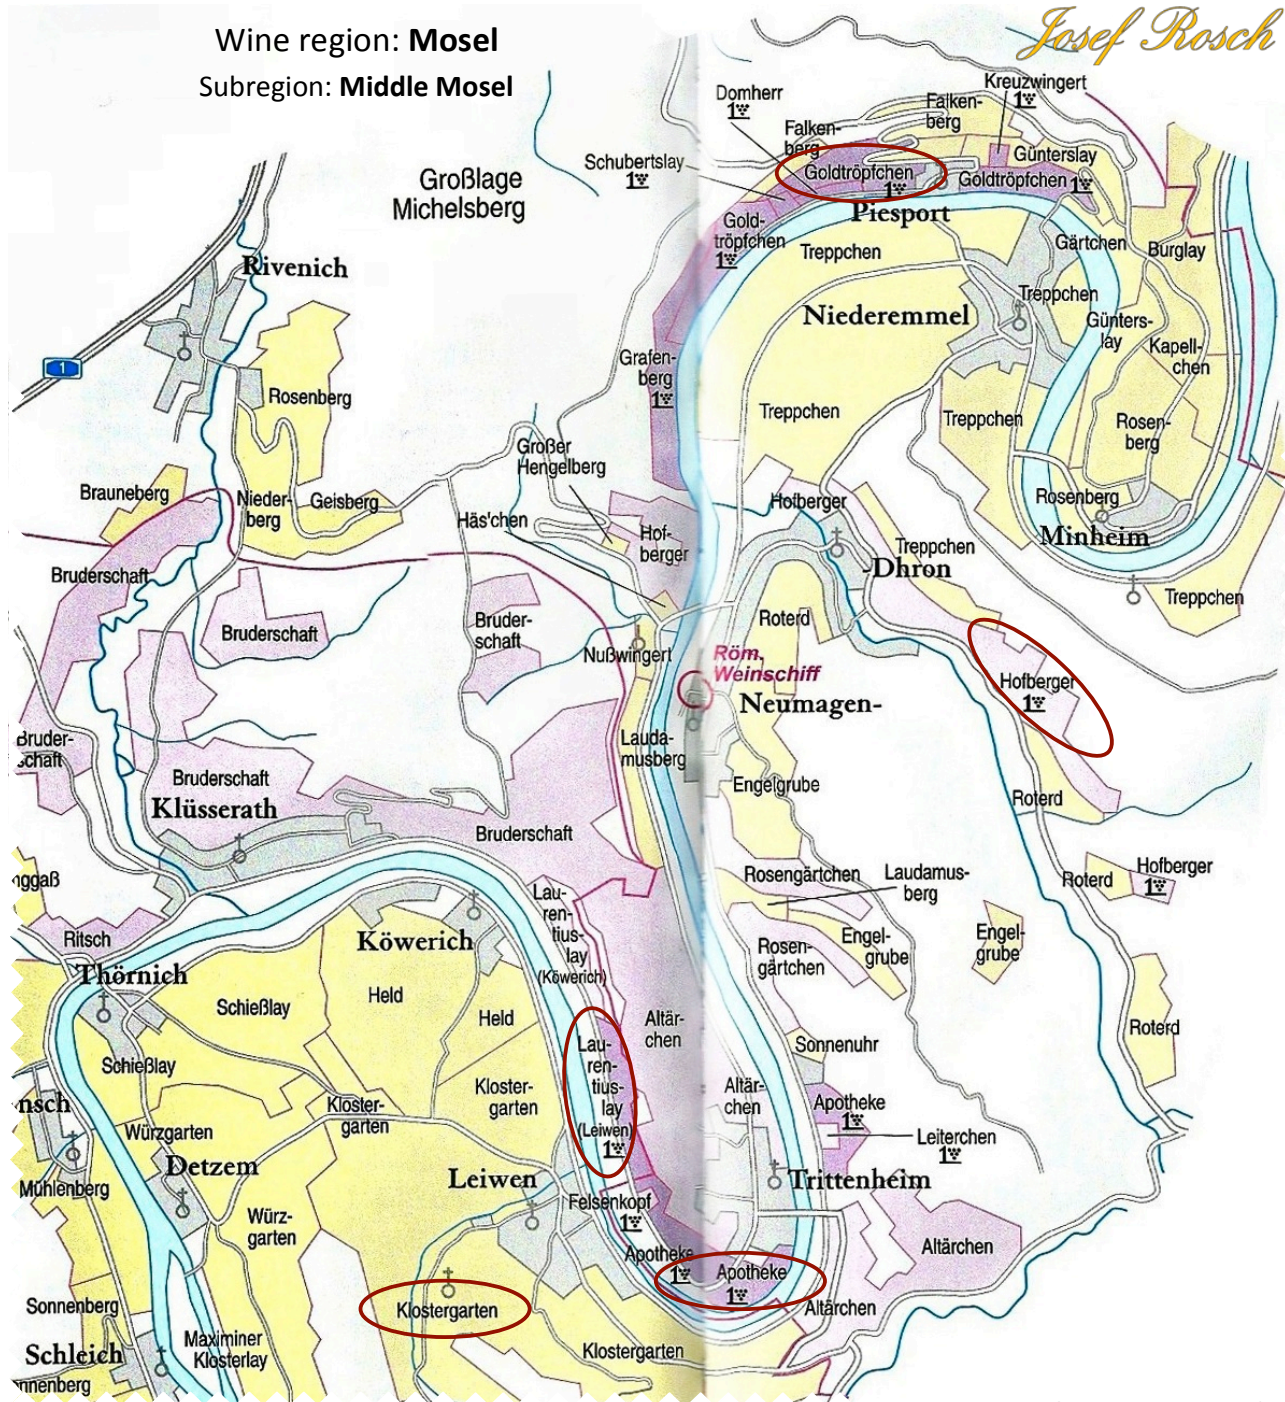 Josef Rosch
Wine region: Mosel
Subregion: Middle Mosel
Kreuzwingert
1
Domherr
1
Falken-
berg
Falken-
berg
Günterslay
Schubertslay
1
Goldtröpfchen
1
Goldtröpfchen
1
Großlage
Michelsberg
Piesport
Gold-
tröpfchen
1
Treppchen
Gärtchen
Burglay
Rivenich
Treppchen
Niederemmel
Günters-
lay
Kapell-
chen
1
Grafen-
berg
1
Rosenberg
Treppchen
Treppchen
Rosen-
berg
Großer
Hengelberg
Brauneberg
Nieder-
berg
Geisberg
Hofberger
Rosenberg
Häs'chen
Hof-
berger
Minheim
Treppchen
Bruderschaft
-Dhron
Treppchen
Bruder-
schaft
Roterd
Bruderschaft
Nußwingert
Röm.
Weinschiff
Hofberger
1
Neumagen-
Bruder-
schaft
Lauda-
musberg
Bruderschaft
Engelgrube
Roterd
Klüsserath
Bruderschaft
Rosengärtchen
Laudamus-
berg
Roterd
Hofberger
1
nggaß
Lau-
ren-
tius-
lay
(Köwerich)
Ritsch
Köwerich
Rosen-
gärtchen
Engel-
grube
Engel-
grube
Thörnich
Held
Schießlay
Held
Altär-
chen
Roterd
Lau-
ren-
tius-
lay
(Leiwen)
1
Sonnenuhr
Schießlay
Kloster-
garten
Kloster-
garten
Altär-
chen
Apotheke
1
nsch
Würzgarten
Leiterchen
1
Detzem
Leiwen
Trittenheim
Mühlenberg
Felsenkopf
1
Würz-
garten
Altärchen
Apotheke
1
Apotheke
1
Sonnenberg
Klostergarten
Altärchen
Maximiner
Klosterlay
Klostergarten
Schleich
nnenberg